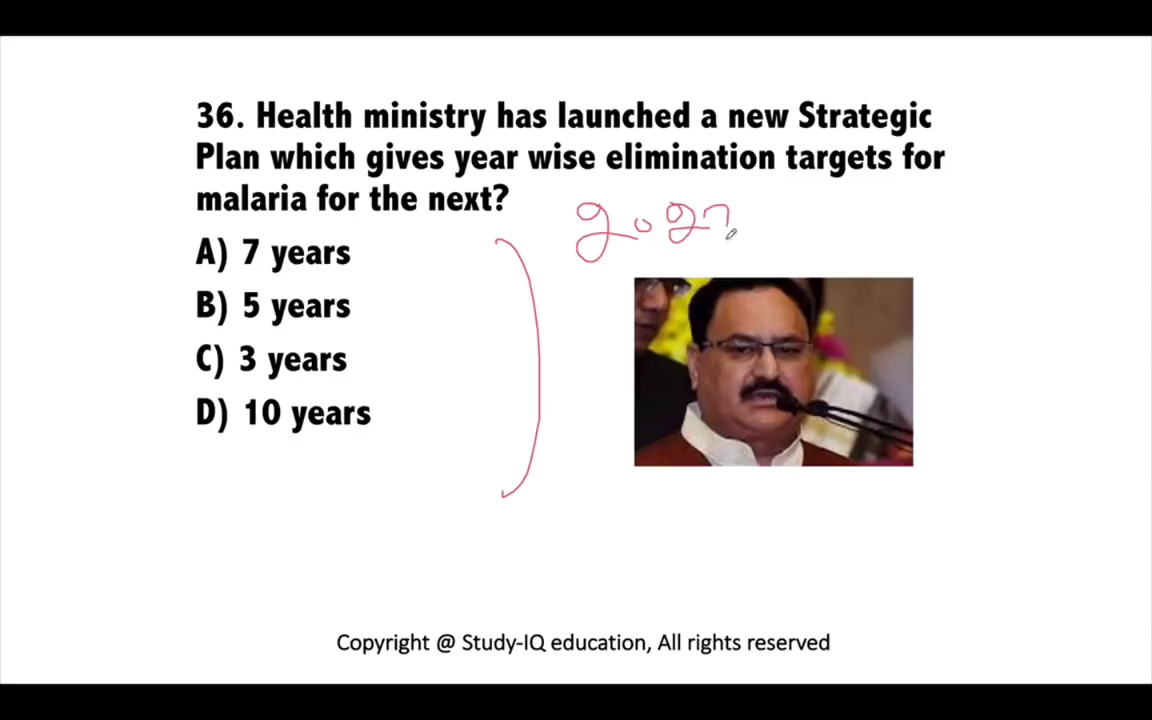 36. Health ministry has launched a new Strategic
Plan which gives year wise elimination targets for
malaria for the next?
2027
A) 7 years
B) 5 years
C) 3 years
D) 10 years
Copyright @ Study-IQ education, All rights reserved